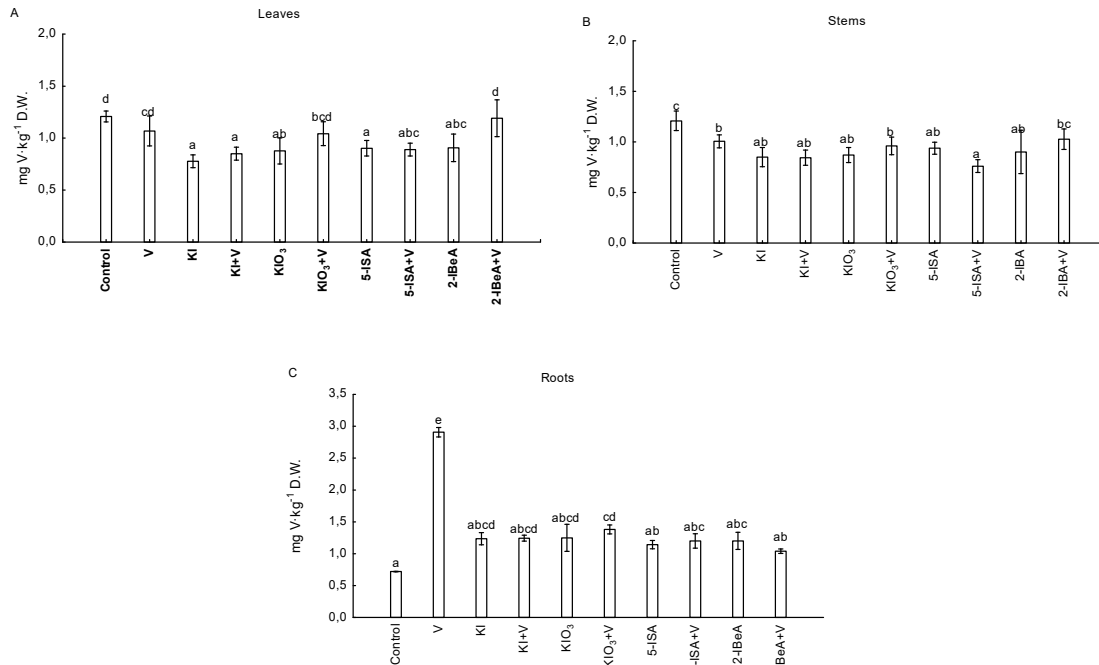 A
Leaves
mg V·kg⁻¹ D.W.
2,0
1,5
1,0
0,5
0,0
d
cd
a
a
ab
bcd
a
abc
abc
d
Control
V
KI
KI+V
KIO₃
KIO₃+V
5-ISA
5-ISA+V
2-IBeA
2-IBeA+V
B
Stems
mg V·kg⁻¹ D.W.
2,0
1,5
1,0
0,5
0,0
c
b
ab
ab
ab
b
ab
a
ab
bc
Control
V
KI
KI+V
KIO₃
KIO₃+V
5-ISA
5-ISA+V
2-IBA
2-IBA+V
C
Roots
mg V·kg⁻¹ D.W.
3,5
3,0
2,5
2,0
1,5
1,0
0,5
0,0
a
e
abcd
abcd
abcd
cd
ab
abc
abc
ab
Control
V
KI
KI+V
KIO₃
KIO₃+V
5-ISA
-ISA+V
2-IBeA
BeA+V